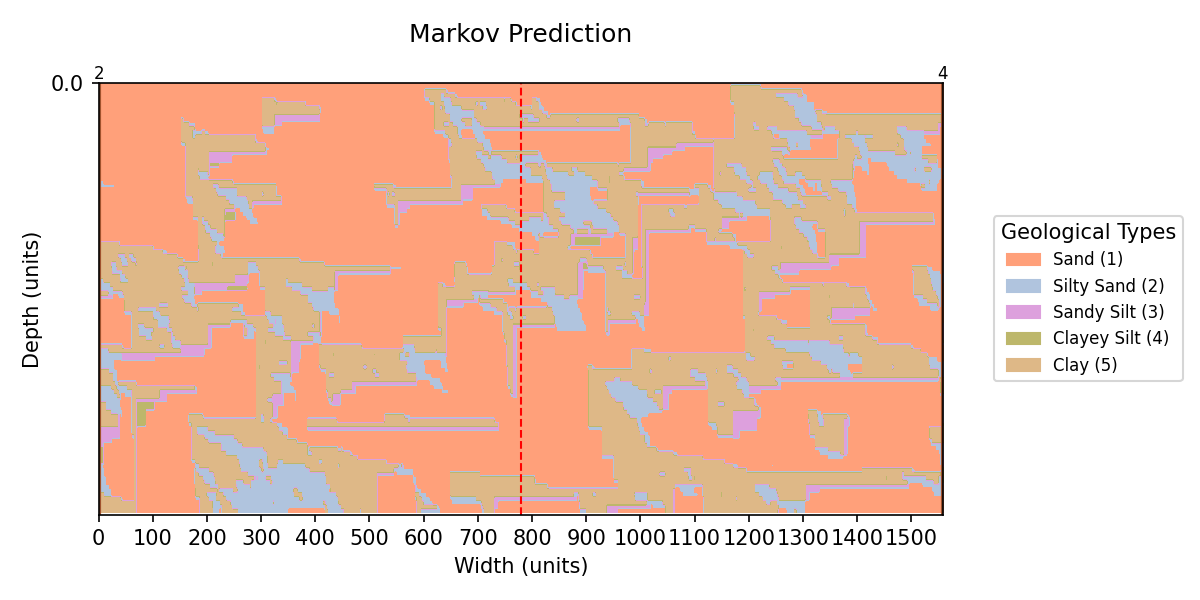 Markov Prediction
2
4
0.0
Depth (units)
0
100
200
300
400
500
600
700
800
900
1000
1100
1200
1300
1400
1500
Width (units)
Geological Types
Sand (1)
Silty Sand (2)
Sandy Silt (3)
Clayey Silt (4)
Clay (5)